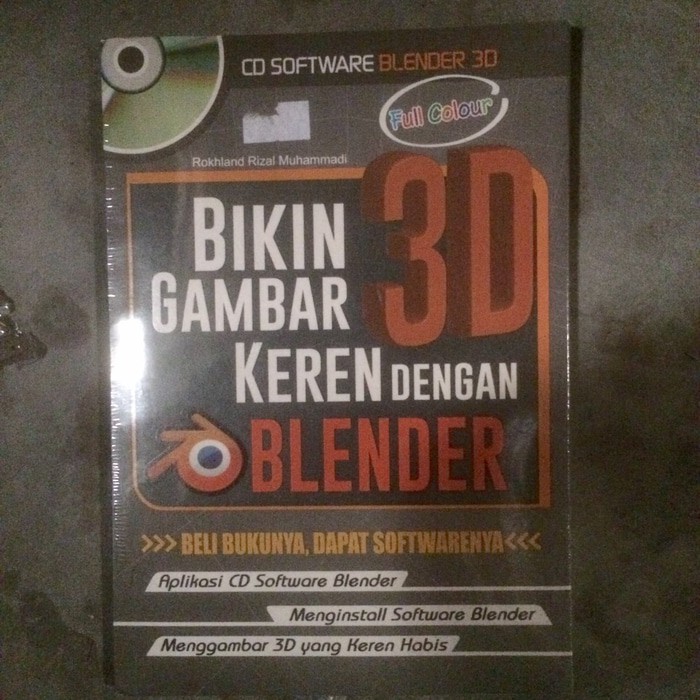 CD SOFTWARE BLENDER 3D
Full Colour
Rokhland Rizal Muhammadi
BIKIN
GAMBAR 3D
KEREN DENGAN
BLENDER
>>> BELI BUKUNYA, DAPAT SOFTWARENYA <<<
Aplikasi CD Software Blender
Menginstall Software Blender
Menggambar 3D yang Keren Habis